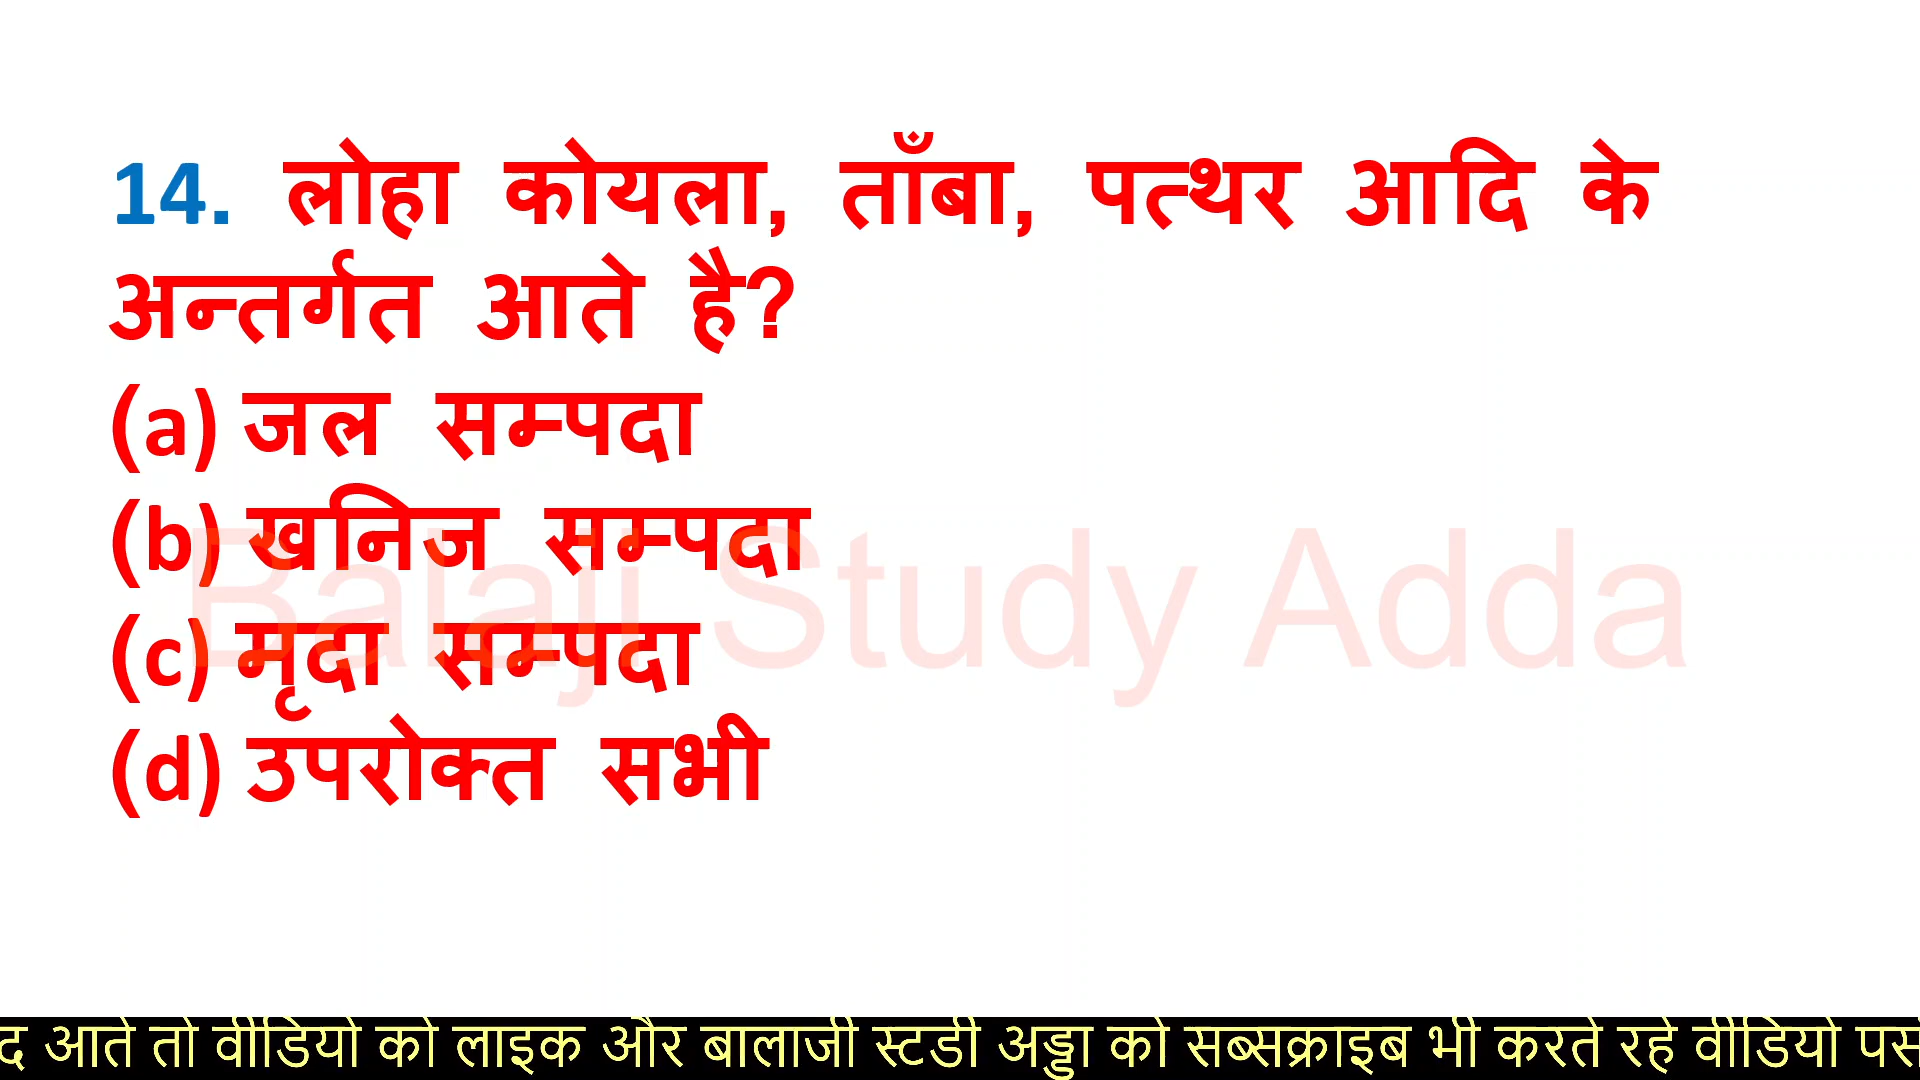 14. लोहा कोयला, ताँबा, पत्थर आदि के
अन्तर्गत आते है?
(a) जल सम्पदा
(b) खनिज सम्पदा
(c) मृदा सम्पदा
(d) उपरोक्त सभी
Balaji Study Adda
द आते तो वीडियो को लाइक और बालाजी स्टडी अड्डा को सब्सक्राइब भी करते रहे वीडियो पस